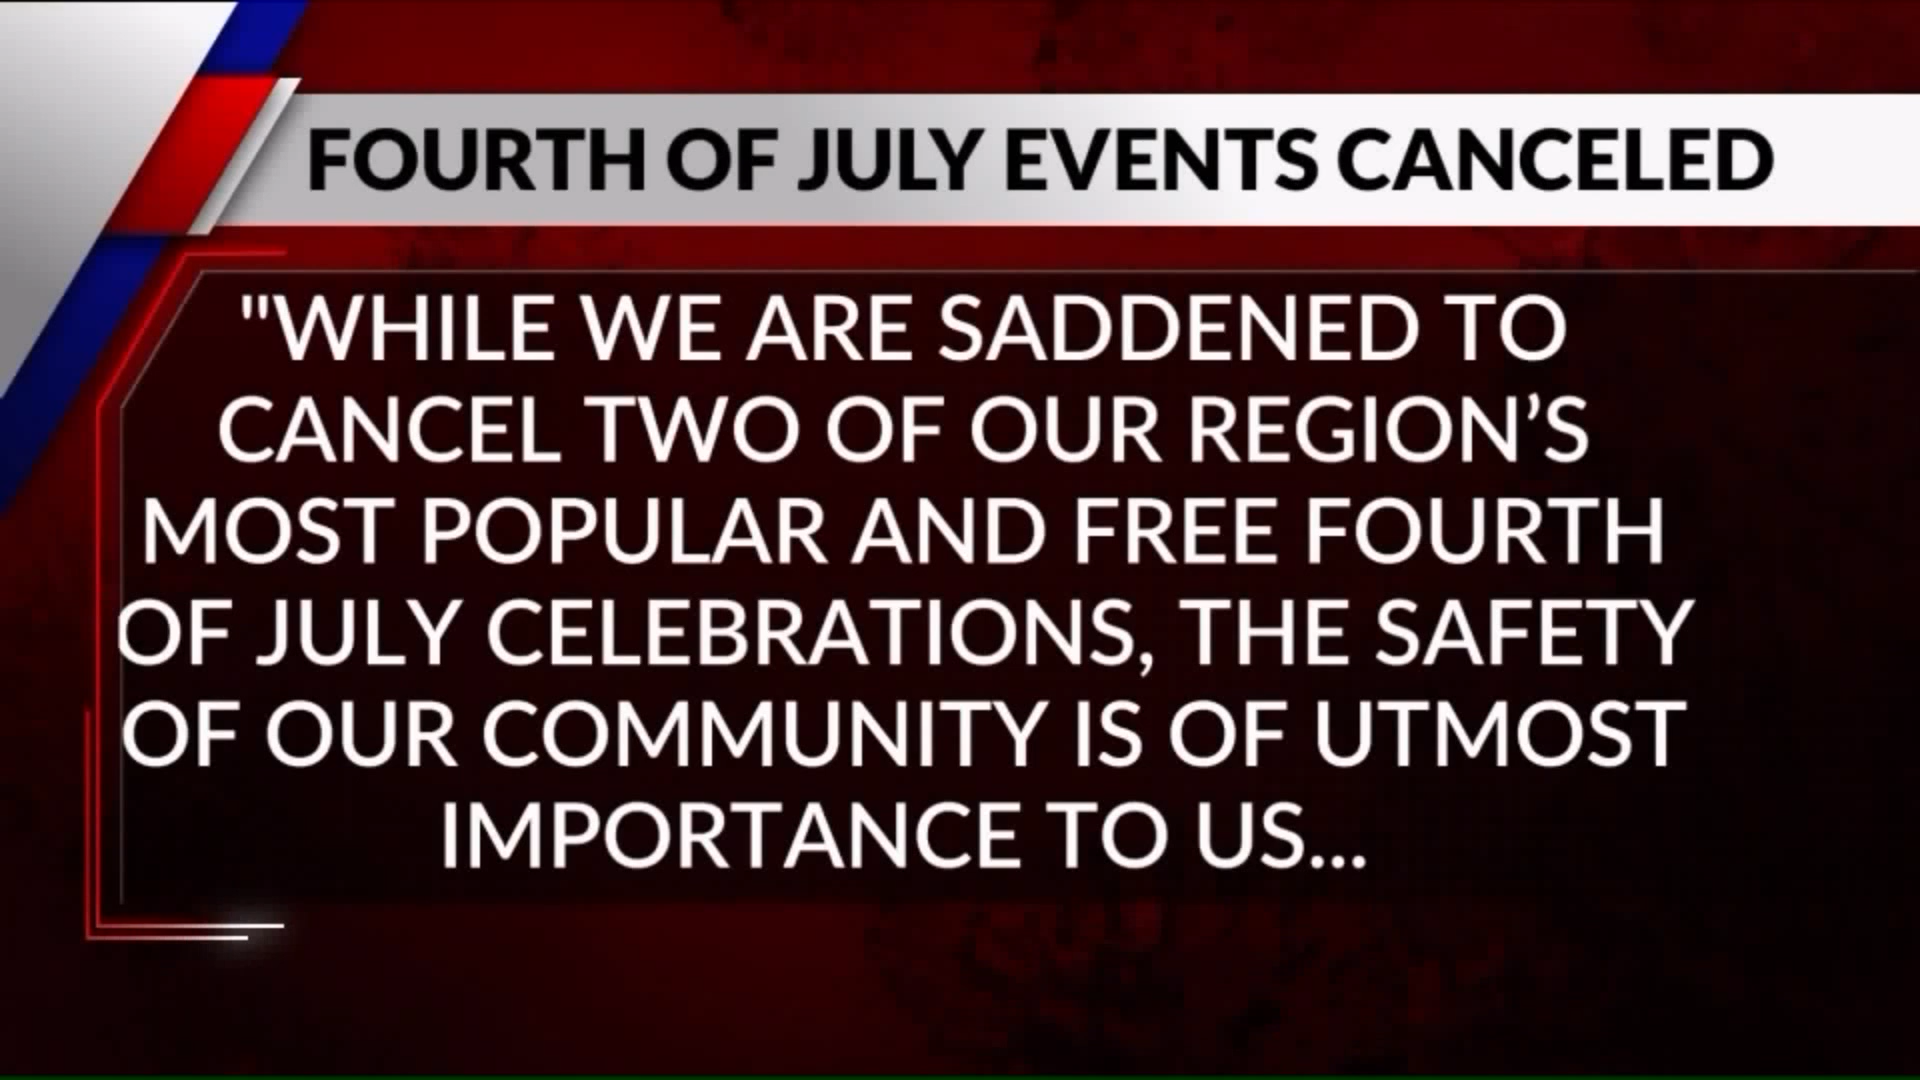 FOURTH OF JULY EVENTS CANCELED
"WHILE WE ARE SADDENED TO
CANCEL TWO OF OUR REGION’S
MOST POPULAR AND FREE FOURTH
OF JULY CELEBRATIONS, THE SAFETY
OF OUR COMMUNITY IS OF UTMOST
IMPORTANCE TO US...